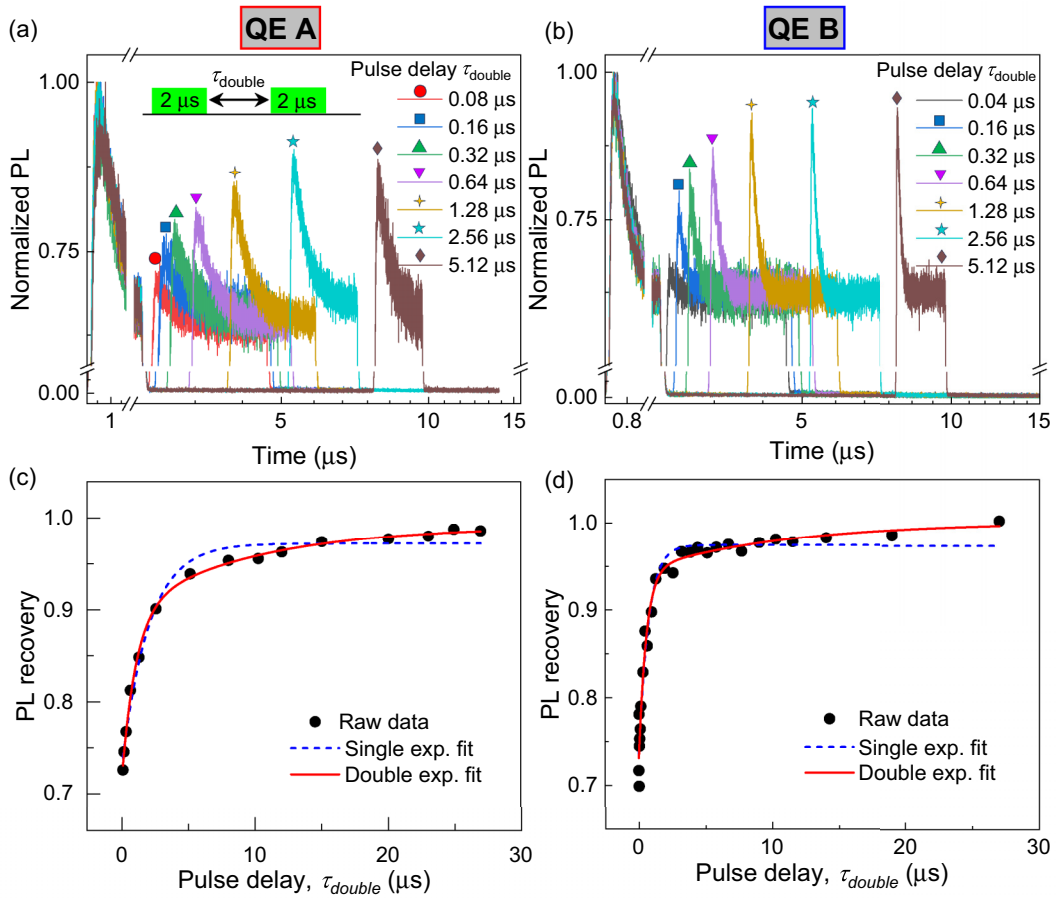 (a)
QE A
(b)
QE B
τdouble
2 μs
2 μs
Pulse delay τdouble
0.08 μs
0.16 μs
0.32 μs
0.64 μs
1.28 μs
2.56 μs
5.12 μs
1.00
0.75
0.00
Normalized PL
1
5
10
15
Time (μs)
Pulse delay τdouble
0.04 μs
0.16 μs
0.32 μs
0.64 μs
1.28 μs
2.56 μs
5.12 μs
1.00
0.75
0.00
Normalized PL
0.8
5
10
15
Time (μs)
(c)
1.0
0.9
0.8
0.7
PL recovery
Raw data
Single exp. fit
Double exp. fit
0
10
20
30
Pulse delay, τdouble (μs)
(d)
1.0
0.9
0.8
0.7
PL recovery
Raw data
Single exp. fit
Double exp. fit
0
10
20
30
Pulse delay, τdouble (μs)